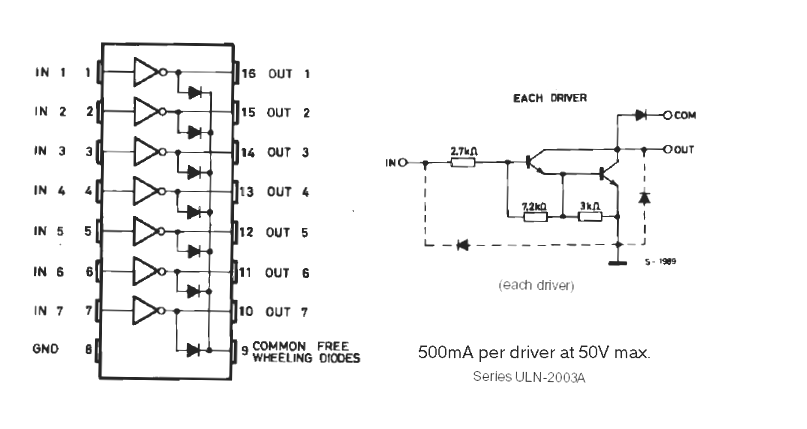 IN 1 1 16 OUT 1
IN 2 2 15 OUT 2
IN 3 3 14 OUT 3
IN 4 4 13 OUT 4
IN 5 5 12 OUT 5
IN 6 6 11 OUT 6
IN 7 7 10 OUT 7
GND 8 9 COMMON FREE
WHEELING DIODES
EACH DRIVER
COM
2.7kΩ
OUT
IN
7.2kΩ 3kΩ
S-1989
(each driver)
500mA per driver at 50V max.
Series ULN-2003A